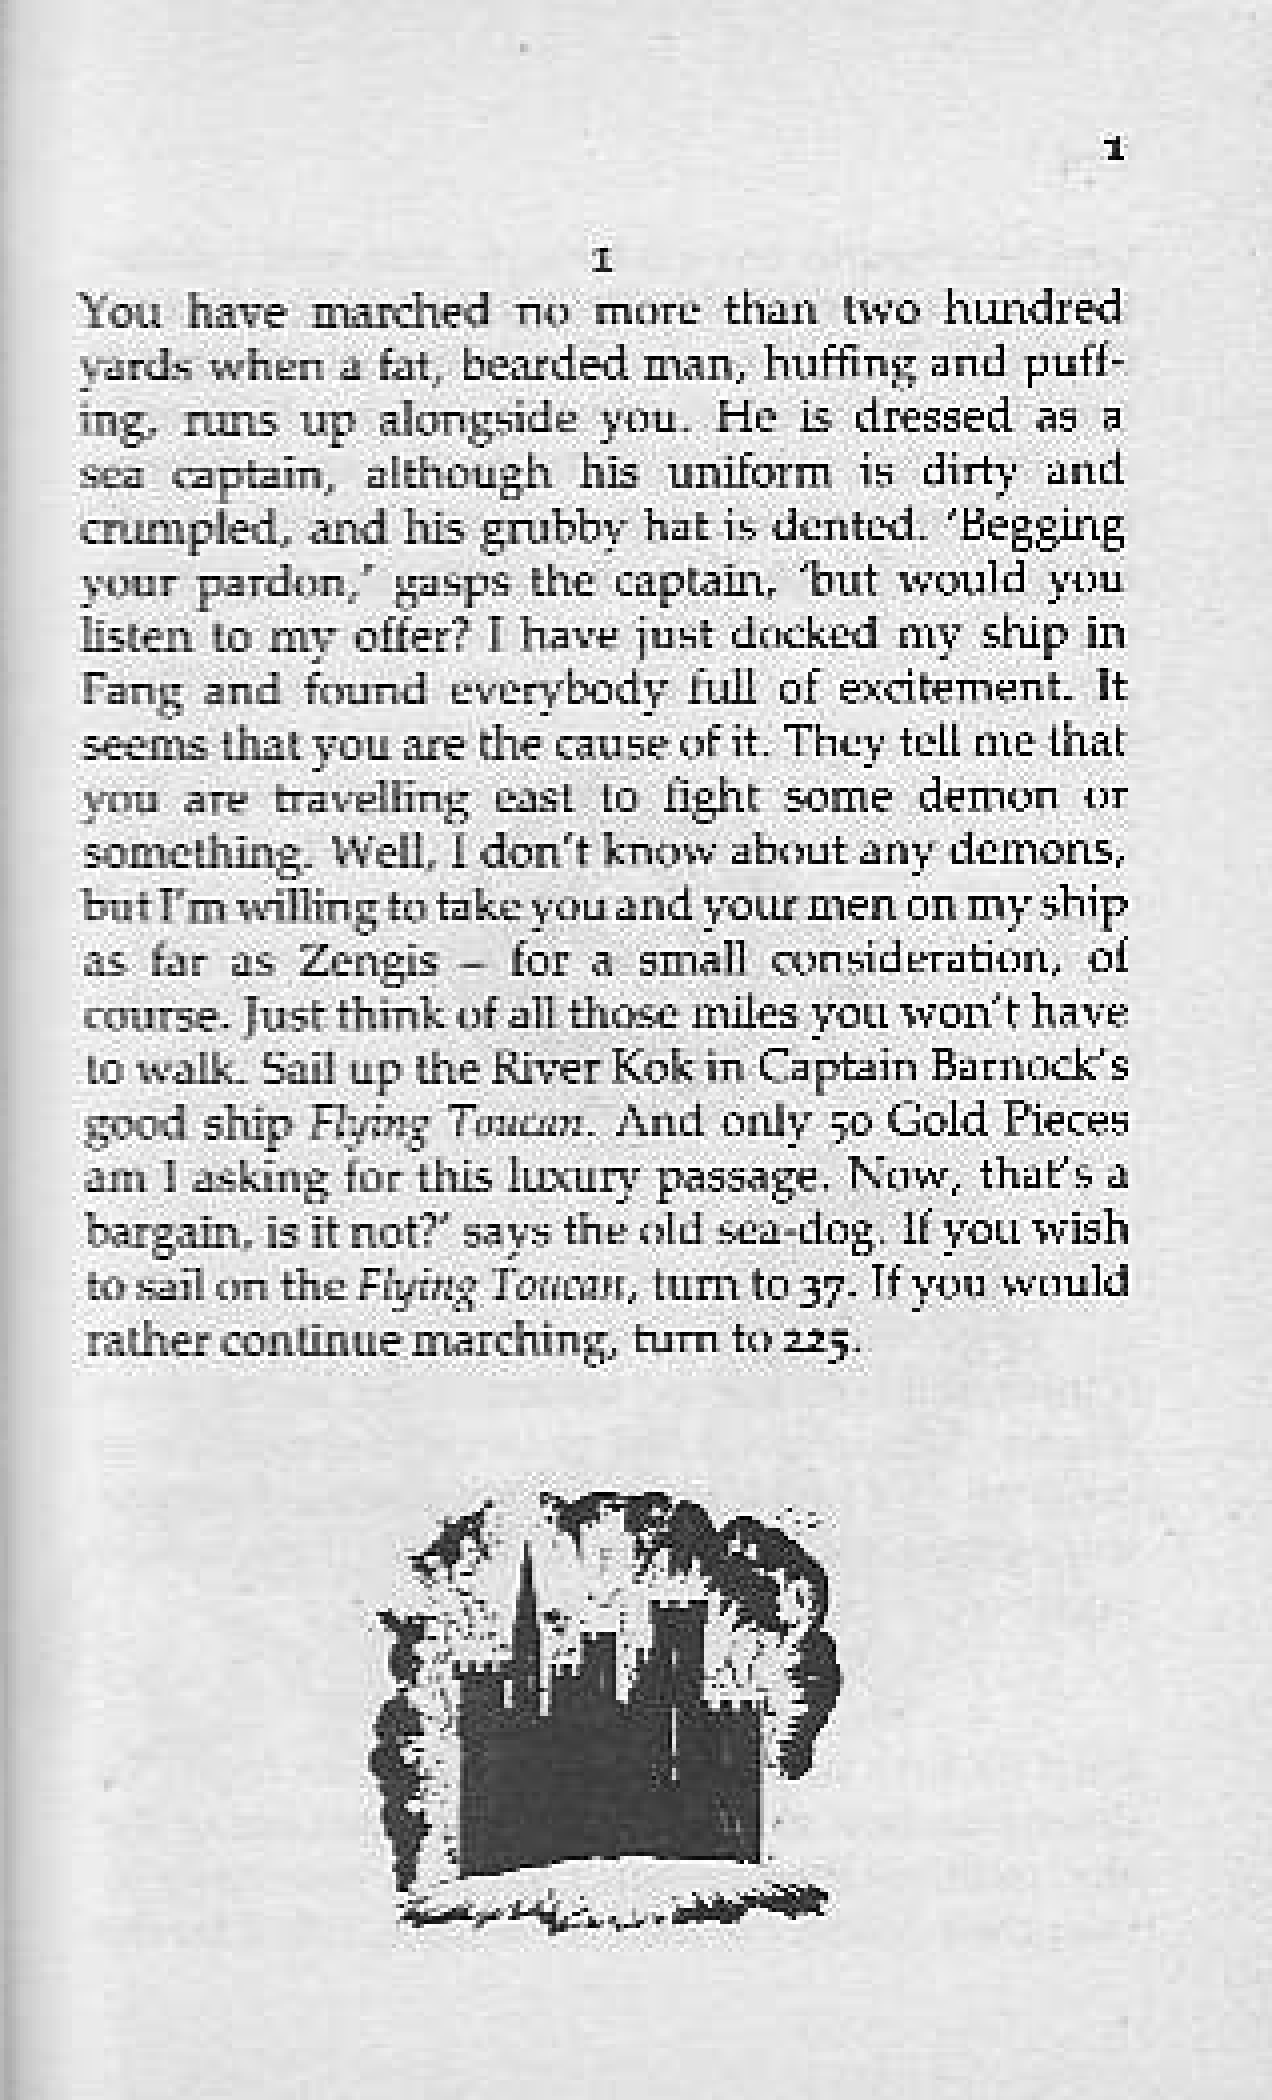 1
1
You have marched no more than two hundred
yards when a fat, bearded man, huffing and puff-
ing, runs up alongside you. He is dressed as a
sea captain, although his uniform is dirty and
crumpled, and his grubby hat is dented. ‘Begging
your pardon,’ gasps the captain, ‘but would you
listen to my offer? I have just docked my ship in
Fang and found everybody full of excitement. It
seems that you are the cause of it. They tell me that
you are travelling east to fight some demon or
something. Well, I don’t know about any demons,
but I’m willing to take you and your men on my ship
as far as Zengis – for a small consideration, of
course. Just think of all those miles you won’t have
to walk. Sail up the River Kok in Captain Barnock’s
good ship Flying Toucan. And only 50 Gold Pieces
am I asking for this luxury passage. Now, that’s a
bargain, is it not?’ says the old sea-dog. If you wish
to sail on the Flying Toucan, turn to 37. If you would
rather continue marching, turn to 225.